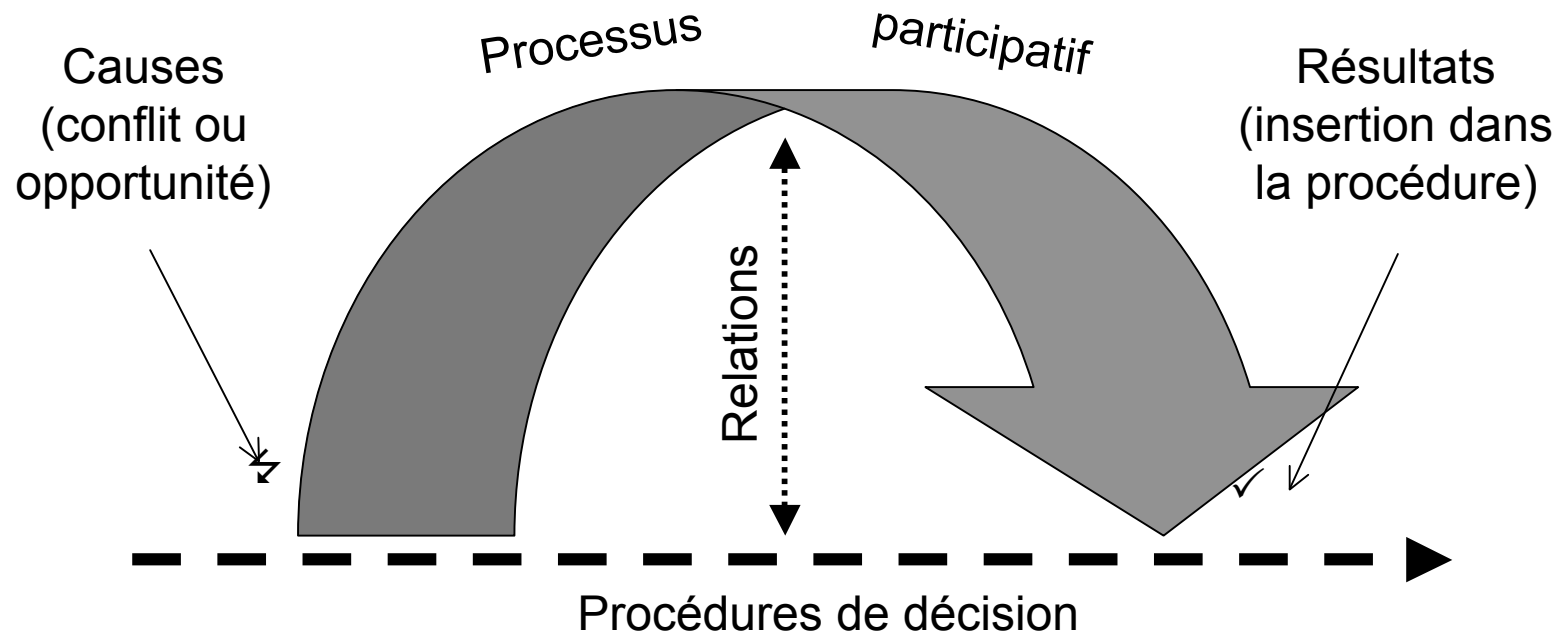 Processus participatif
Causes
(conflit ou
opportunité)
Résultats
(insertion dans
la procédure)
Relations
Procédures de décision